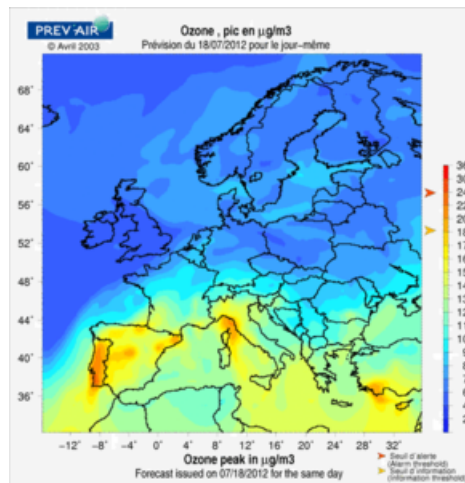 PREV'AIR
© Avril 2003
Ozone , pic en µg/m3
Prévision du 18/07/2012 pour le jour-même
68°
64°
60°
56°
52°
48°
44°
40°
36°
-12° -8° -4° 0° 4° 8° 12° 16° 20° 24° 28° 32°
Ozone peak in µg/m3
Forecast issued on 07/18/2012 for the same day
Seuil d'alerte
(Alarm threshold)
Seuil d'information
(Information threshold)